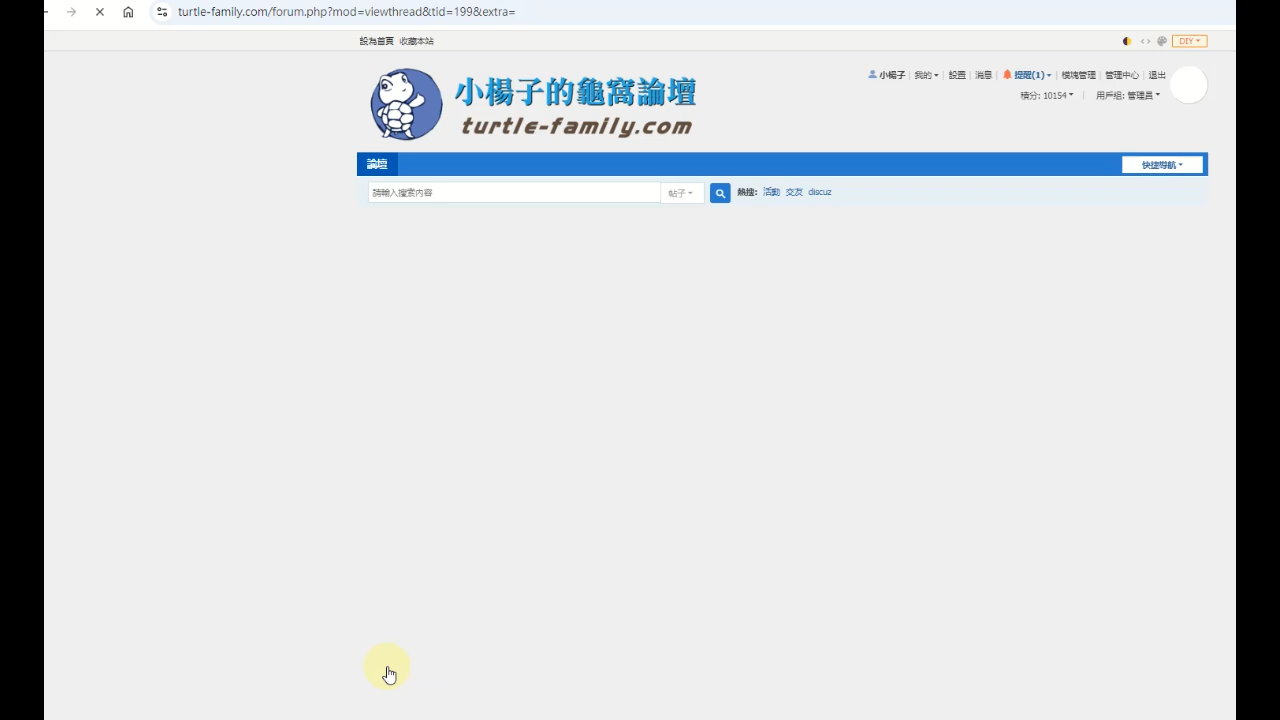 turtle-family.com/forum.php?mod=viewthread&tid=199&extra=
設為首頁 收藏本站
DIY
小楊子的龜窩論壇
turtle-family.com
小楊子 我的 | 設置 | 消息 | 提醒(1) | 模塊管理 | 管理中心 | 退出
積分: 10154 | 用戶組: 管理員
論壇
快捷導航
請輸入搜索內容
帖子
熱搜: 活動 交友 discuz